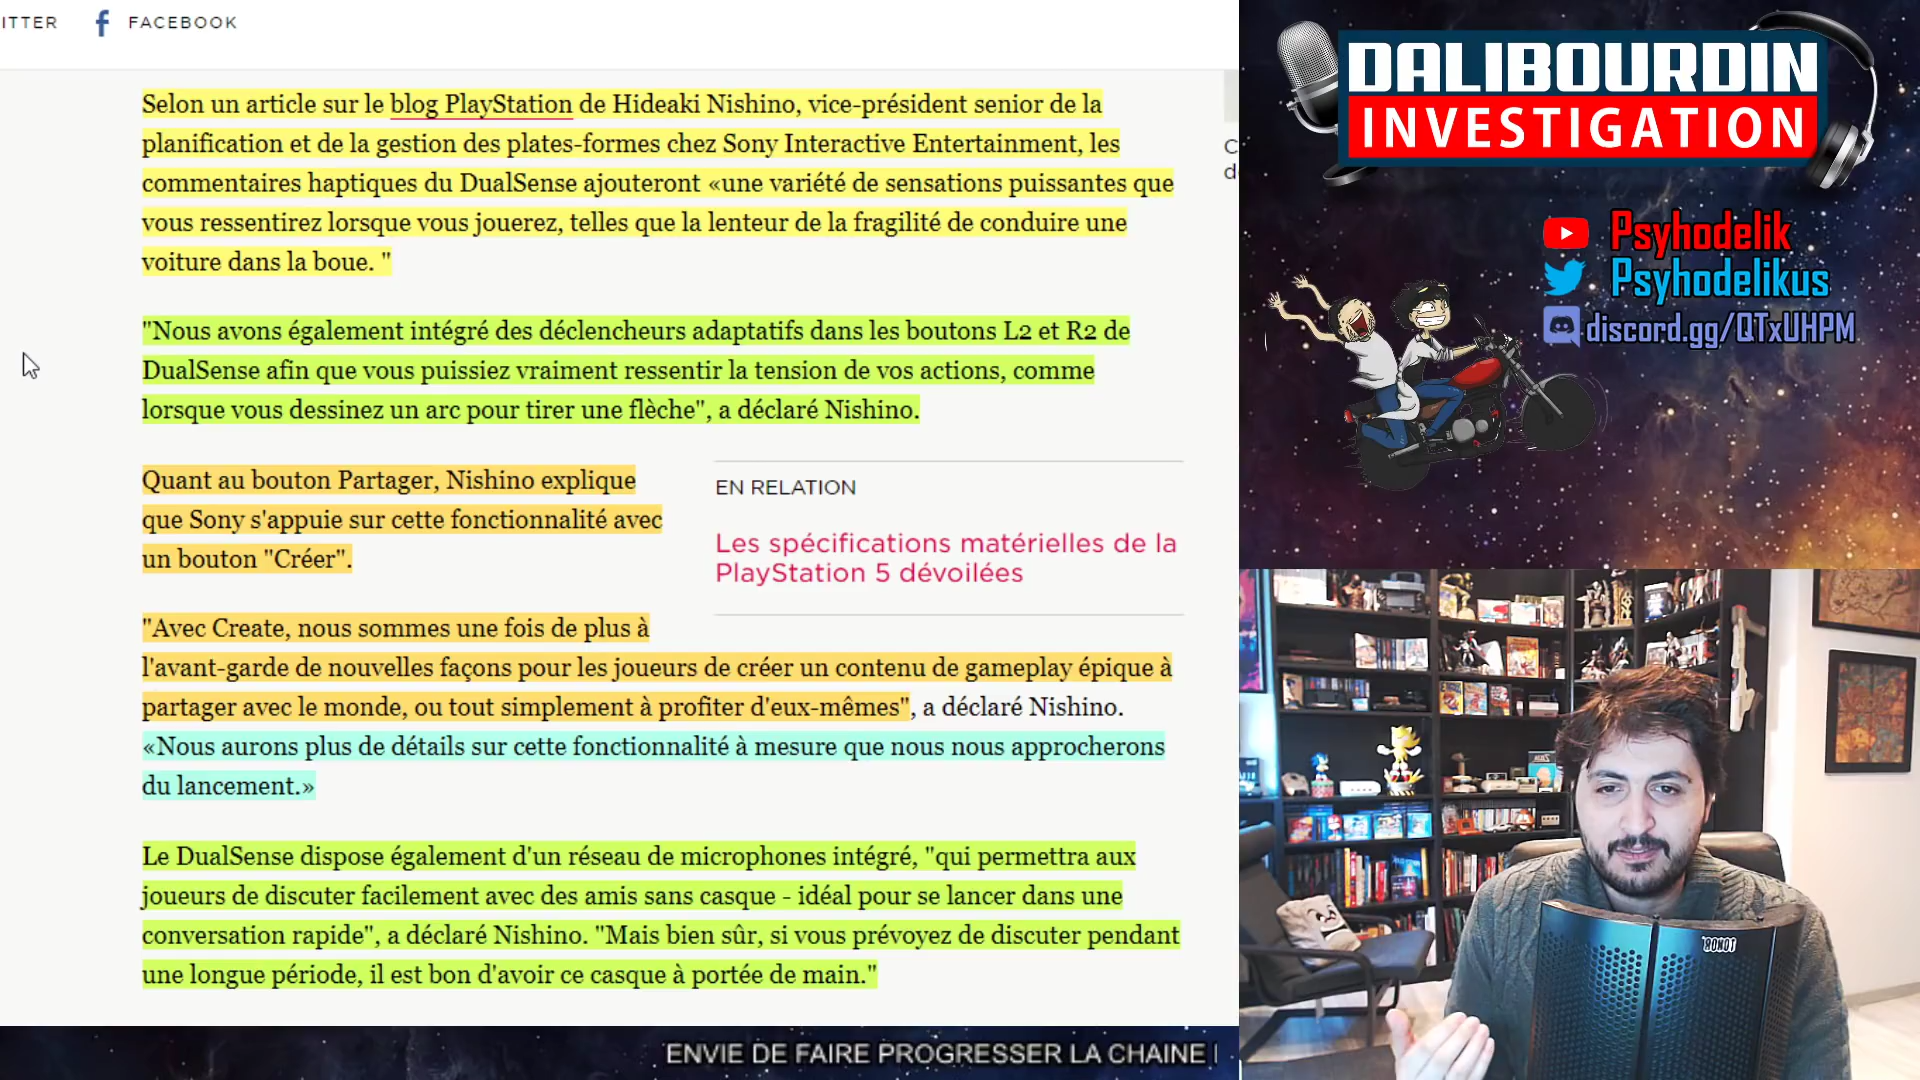 ITTER FACEBOOK
Selon un article sur le blog PlayStation de Hideaki Nishino, vice-président senior de la
planification et de la gestion des plates-formes chez Sony Interactive Entertainment, les
commentaires haptiques du DualSense ajouteront «une variété de sensations puissantes que
vous ressentirez lorsque vous jouerez, telles que la lenteur de la fragilité de conduire une
voiture dans la boue. "
"Nous avons également intégré des déclencheurs adaptatifs dans les boutons L2 et R2 de
DualSense afin que vous puissiez vraiment ressentir la tension de vos actions, comme
lorsque vous dessinez un arc pour tirer une flèche", a déclaré Nishino.
Quant au bouton Partager, Nishino explique
que Sony s'appuie sur cette fonctionnalité avec
un bouton "Créer".
EN RELATION
Les spécifications matérielles de la
PlayStation 5 dévoilées
"Avec Create, nous sommes une fois de plus à
l'avant-garde de nouvelles façons pour les joueurs de créer un contenu de gameplay épique à
partager avec le monde, ou tout simplement à profiter d'eux-mêmes", a déclaré Nishino.
«Nous aurons plus de détails sur cette fonctionnalité à mesure que nous nous approcherons
du lancement.»
Le DualSense dispose également d'un réseau de microphones intégré, "qui permettra aux
joueurs de discuter facilement avec des amis sans casque - idéal pour se lancer dans une
conversation rapide", a déclaré Nishino. "Mais bien sûr, si vous prévoyez de discuter pendant
une longue période, il est bon d'avoir ce casque à portée de main."
C
d
ENVIE DE FAIRE PROGRESSER LA CHAINE
DALIBOURDIN
INVESTIGATION
Psyhodelik
Psyhodelikus
discord.gg/QTxUHPM